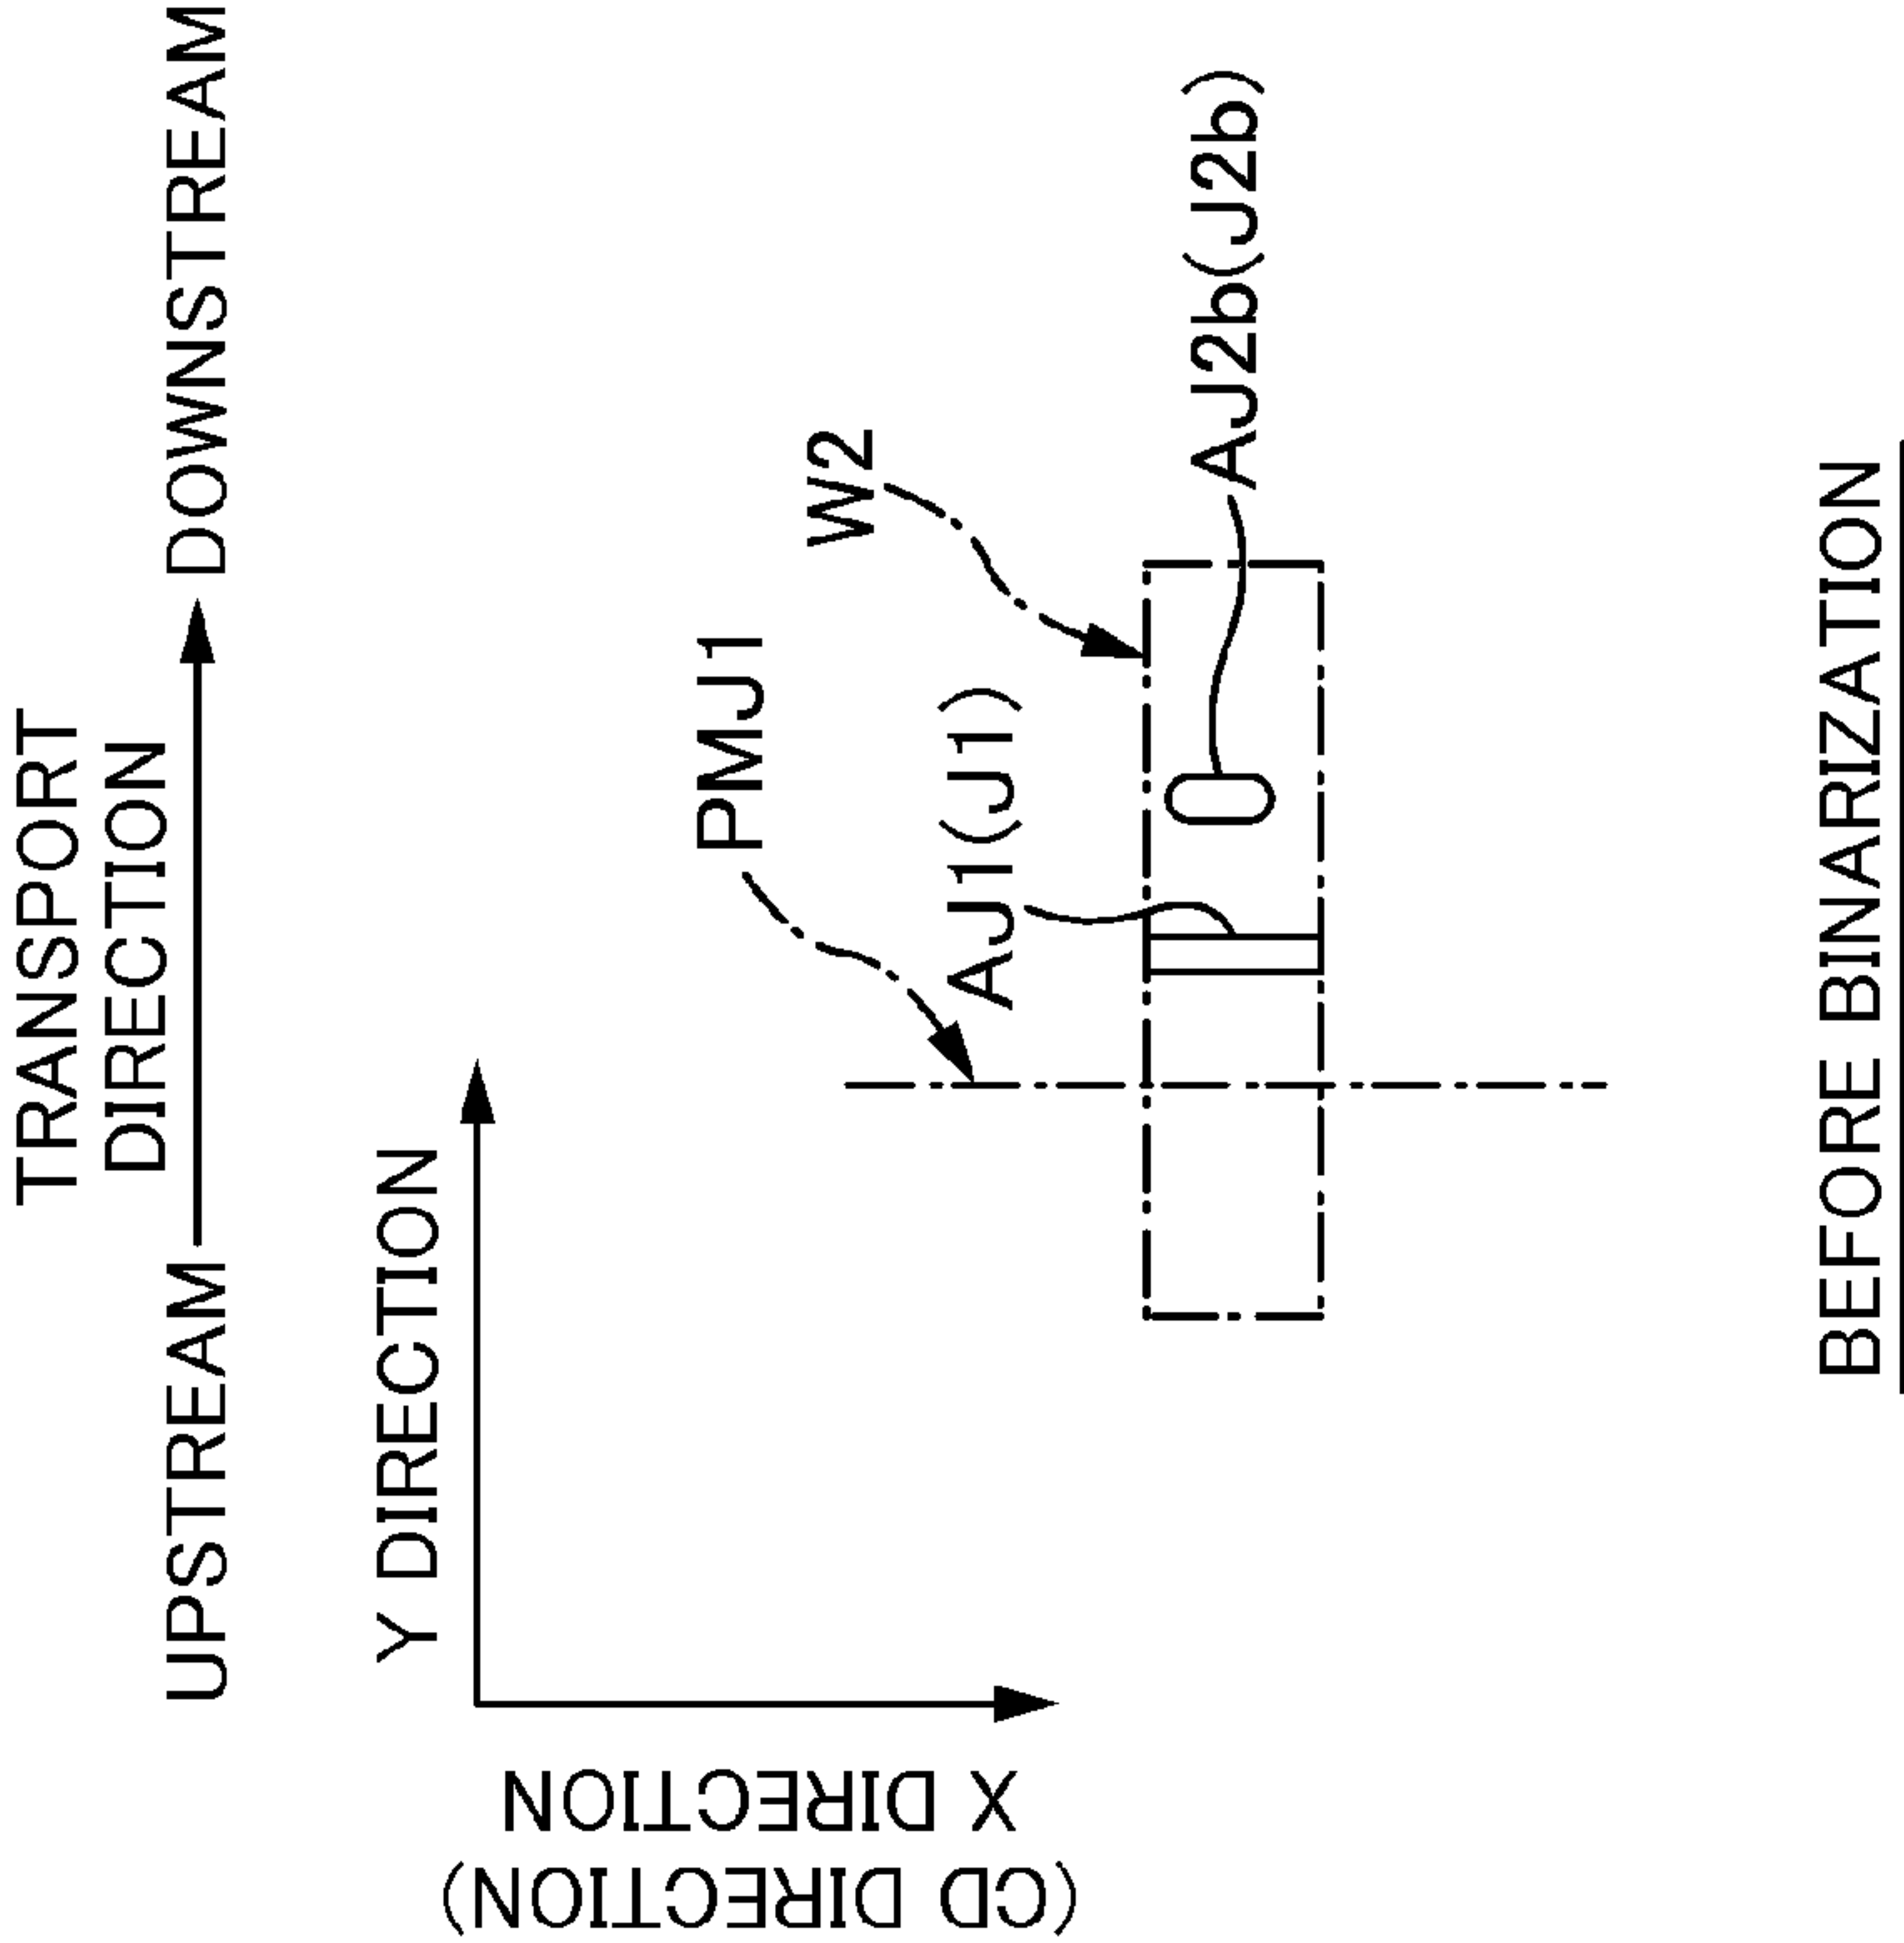 TRANSPORT
DIRECTION
UPSTREAM
DOWNSTREAM
Y DIRECTION
X DIRECTION
(CD DIRECTION)
PMJ1
W2
AJ1(J1)
AJ2b(J2b)
BEFORE BINARIZATION